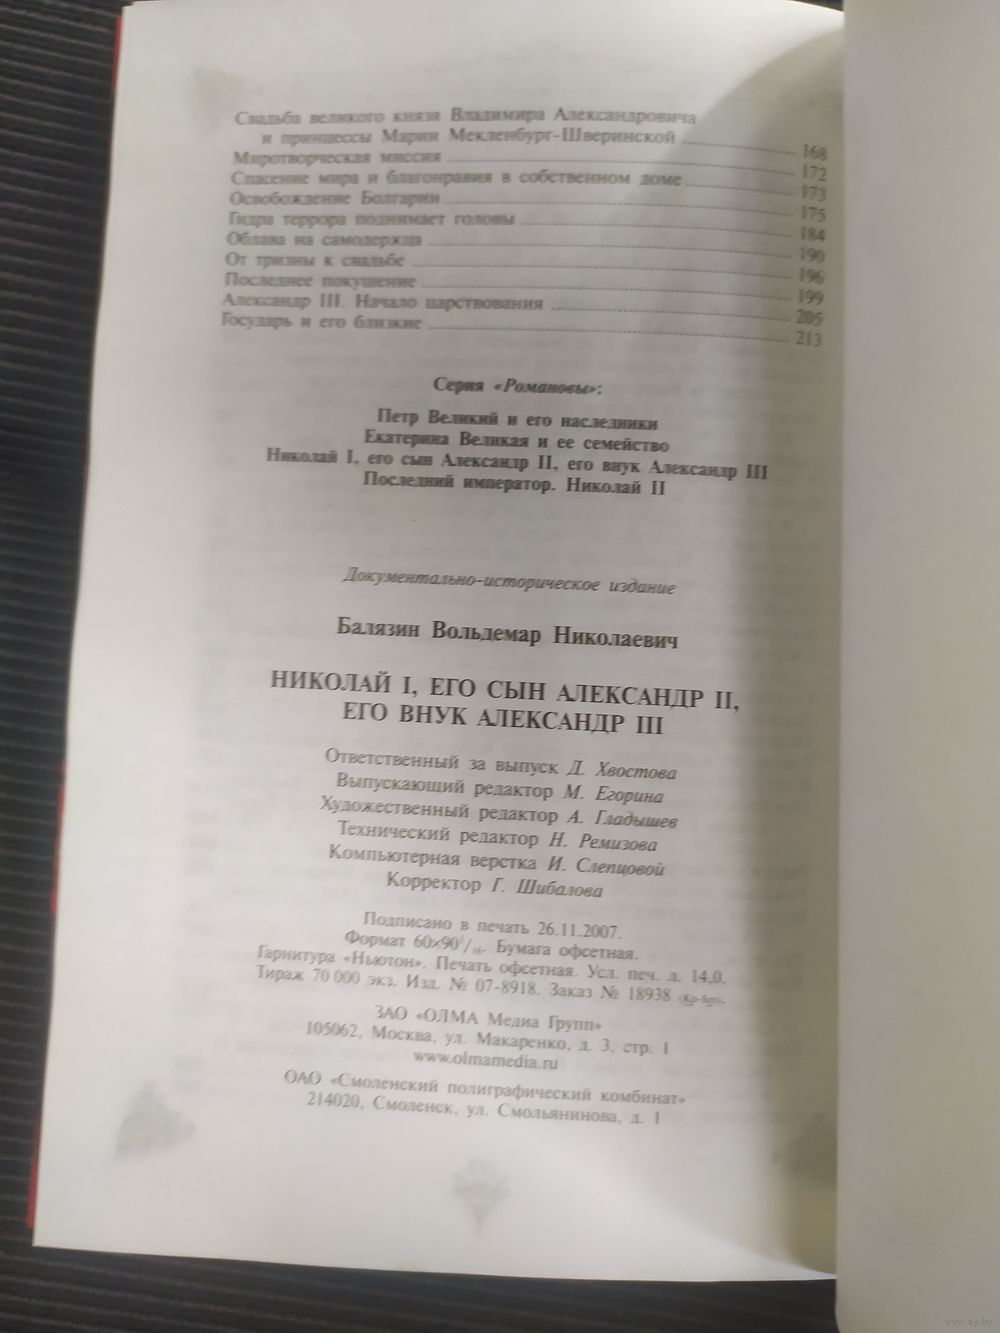 Свадьба великого князя Владимира Александровича
и принцессы Марии Мекленбург-Шверинской 168
Миротворческая миссия 172
Спасение мира и благонравия в собственном доме 173
Освобождение Болгарии 175
Гидра террора поднимает головы 184
Облава на самодержца 190
От тризны к свадьбе 196
Последнее покушение 199
Александр III. Начало царствования 205
Государь и его близкие 213
Серия «Романовы»:
Петр Великий и его наследники
Екатерина Великая и ее семейство
Николай I, его сын Александр II, его внук Александр III
Последний император. Николай II
Документально-историческое издание
Балязин Вольдемар Николаевич
НИКОЛАЙ I, ЕГО СЫН АЛЕКСАНДР II,
ЕГО ВНУК АЛЕКСАНДР III
Ответственный за выпуск Д. Хвостова
Выпускающий редактор М. Егорина
Художественный редактор А. Гладышев
Технический редактор Н. Ремизова
Компьютерная верстка И. Слепцовой
Корректор Г. Шибалова
Подписано в печать 26.11.2007.
Формат 60×90 1/16. Бумага офсетная.
Гарнитура «Ньютон». Печать офсетная. Усл. печ. л. 14,0.
Тираж 70 000 экз. Изд. № 07-8918. Заказ № 18938
ЗАО «ОЛМА Медиа Групп»
105062, Москва, ул. Макаренко, д. 3, стр. 1
www.olmamedia.ru
ОАО «Смоленский полиграфический комбинат»
214020, Смоленск, ул. Смольянинова, д. 1
www.ay.by